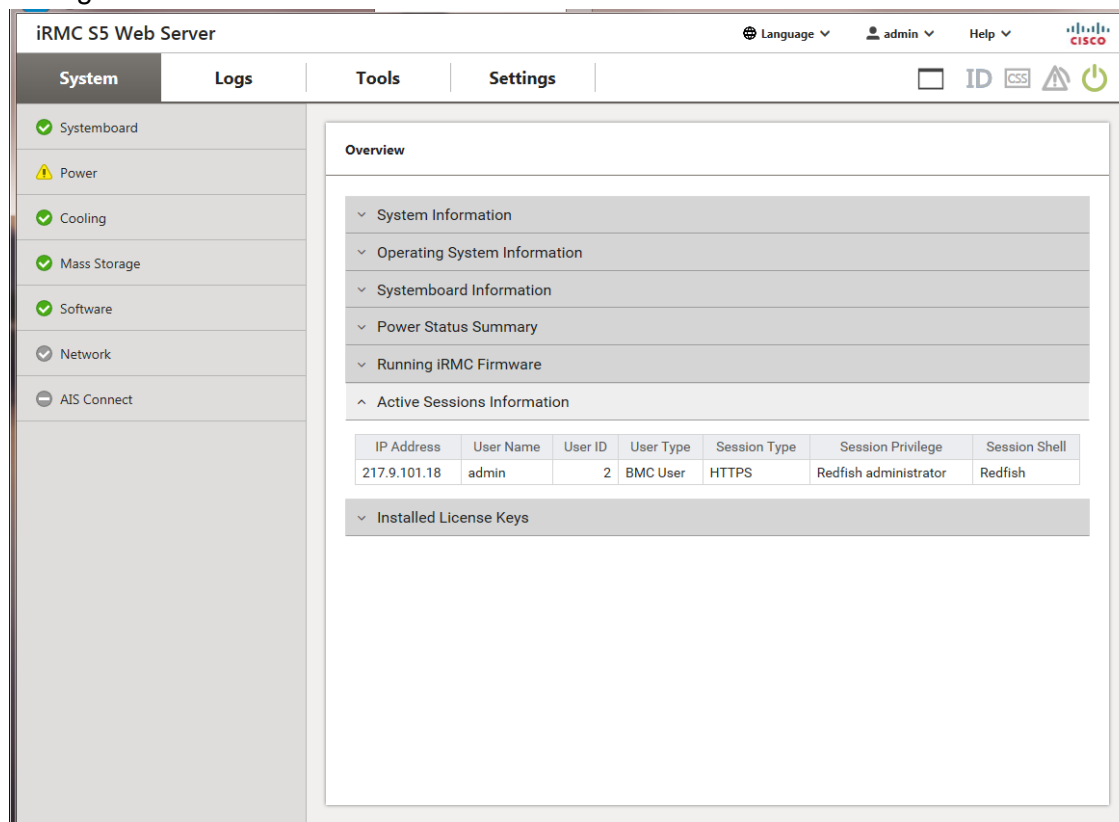 iRMC S5 Web Server Language admin Help CISCO
System Logs Tools Settings ID CSS
Systemboard
Power
Cooling
Mass Storage
Software
Network
AIS Connect
Overview
System Information
Operating System Information
Systemboard Information
Power Status Summary
Running iRMC Firmware
Active Sessions Information
IP Address User Name User ID User Type Session Type Session Privilege Session Shell
217.9.101.18 admin 2 BMC User HTTPS Redfish administrator Redfish
Installed License Keys